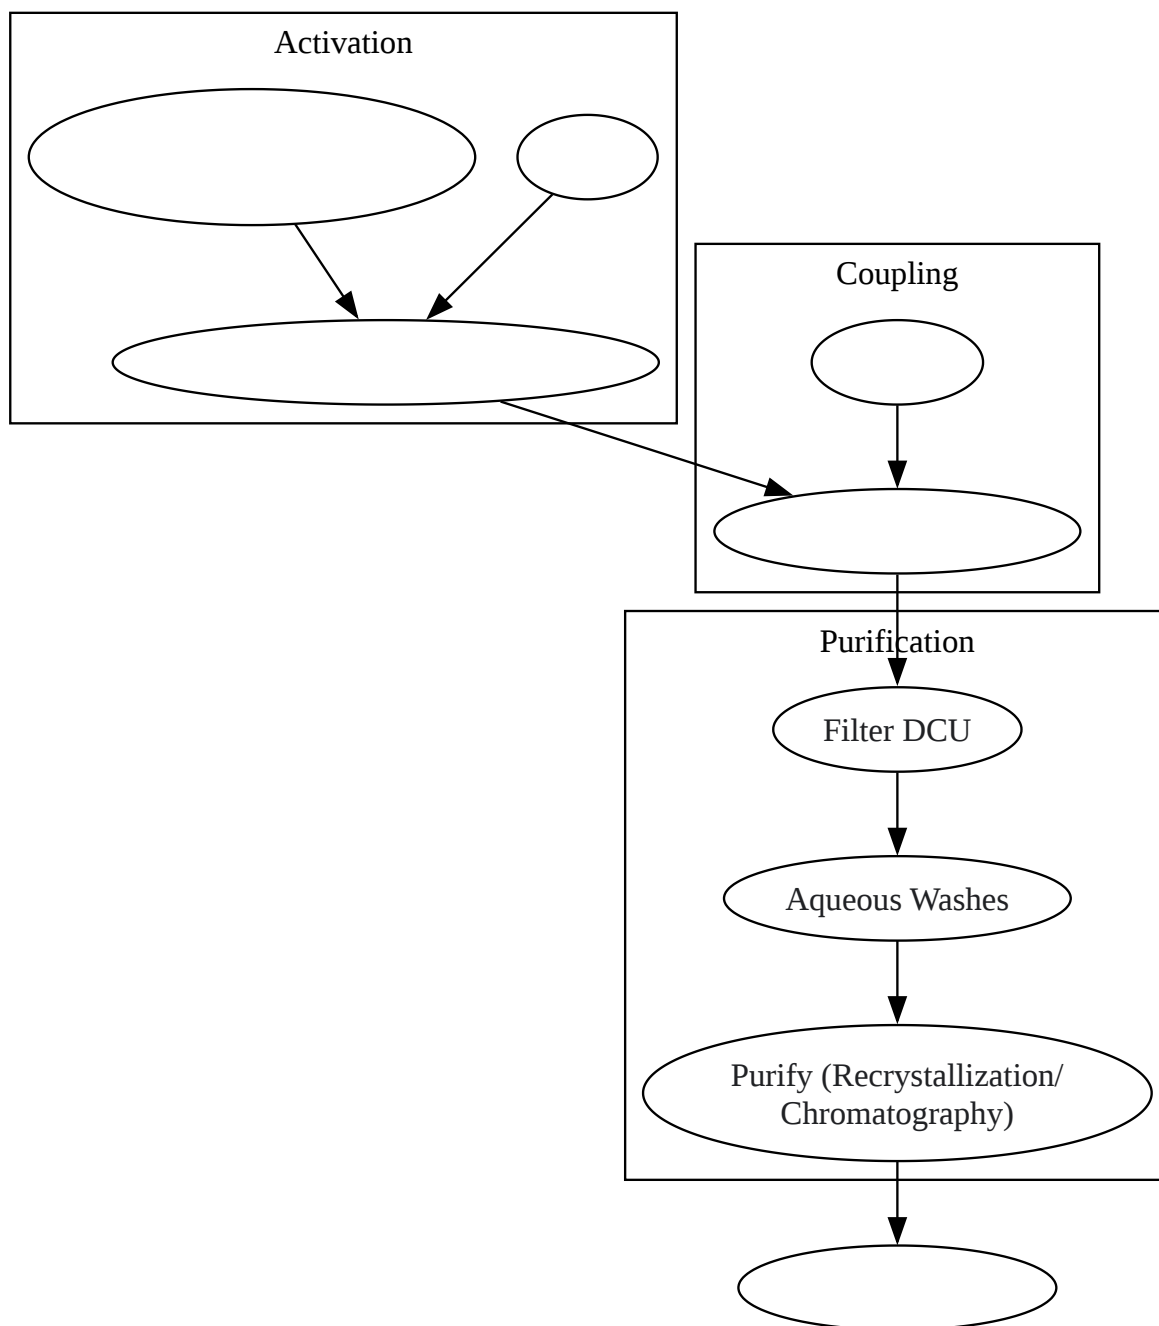 Activation
Coupling
Purification
Filter DCU
Aqueous Washes
Purify (Recrystallization/
Chromatography)